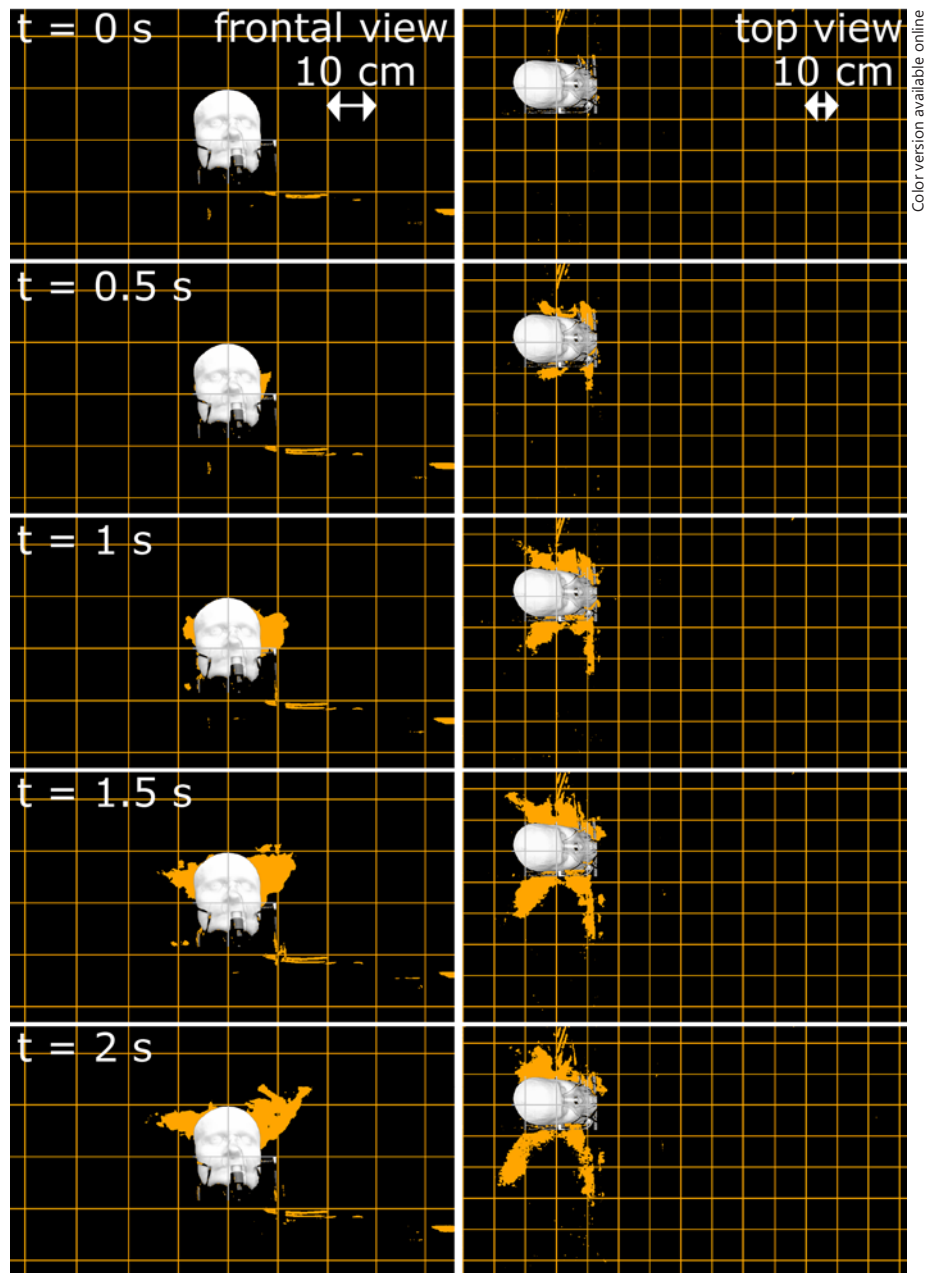 t = 0 s frontal view
10 cm
top view
10 cm
Color version available online
t = 0.5 s
t = 1 s
t = 1.5 s
t = 2 s